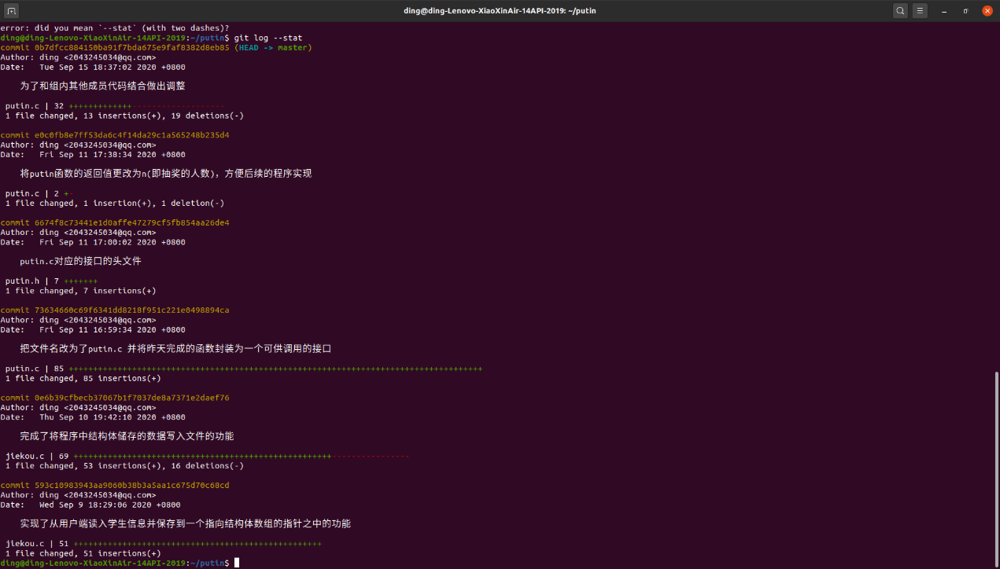 ding@ding-Lenovo-XiaoXinAir-14API-2019: ~/putin
error: did you mean `--stat` (with two dashes)?
ding@ding-Lenovo-XiaoXinAir-14API-2019:~/putin$ git log --stat
commit 0b7dfcc884150ba91f7bda675e9faf8382d8eb85 (HEAD -> master)
Author: ding <2043245034@qq.com>
Date:   Tue Sep 15 18:37:02 2020 +0800
为了和组内其他成员代码结合做出调整
putin.c | 32 +++++++++++++-------------------
1 file changed, 13 insertions(+), 19 deletions(-)
commit e0c0fb8e7ff53da6c4f14da29c1a565248b235d4
Author: ding <2043245034@qq.com>
Date:   Fri Sep 11 17:38:34 2020 +0800
将putin函数的返回值更改为n(即抽奖的人数)，方便后续的程序实现
putin.c | 2 +-
1 file changed, 1 insertion(+), 1 deletion(-)
commit 6674f8c73441e1d0affe47279cf5fb854aa26de4
Author: ding <2043245034@qq.com>
Date:   Fri Sep 11 17:00:02 2020 +0800
putin.c对应的接口的头文件
putin.h | 7 +++++++
1 file changed, 7 insertions(+)
commit 73634660c69f6341dd8218f951c221e0498894ca
Author: ding <2043245034@qq.com>
Date:   Fri Sep 11 16:59:34 2020 +0800
把文件名改为了putin.c 并将昨天完成的函数封装为一个可供调用的接口
putin.c | 85 +++++++++++++++++++++++++++++++++++++++++++++++++++++++++++++++++++++++++++++++++++++
1 file changed, 85 insertions(+)
commit 0e6b39cfbecb37067b1f7037de8a7371e2daef76
Author: ding <2043245034@qq.com>
Date:   Thu Sep 10 19:42:10 2020 +0800
完成了将程序中结构体储存的数据写入文件的功能
jiekou.c | 69 +++++++++++++++++++++++++++++++++++++++++++++++++++++----------------
1 file changed, 53 insertions(+), 16 deletions(-)
commit 593c10983943aa9060b38b3a5aa1c675d70c68cd
Author: ding <2043245034@qq.com>
Date:   Wed Sep 9 18:29:06 2020 +0800
实现了从用户端读入学生信息并保存到一个指向结构体数组的指针之中的功能
jiekou.c | 51 +++++++++++++++++++++++++++++++++++++++++++++++++++
1 file changed, 51 insertions(+)
ding@ding-Lenovo-XiaoXinAir-14API-2019:~/putin$